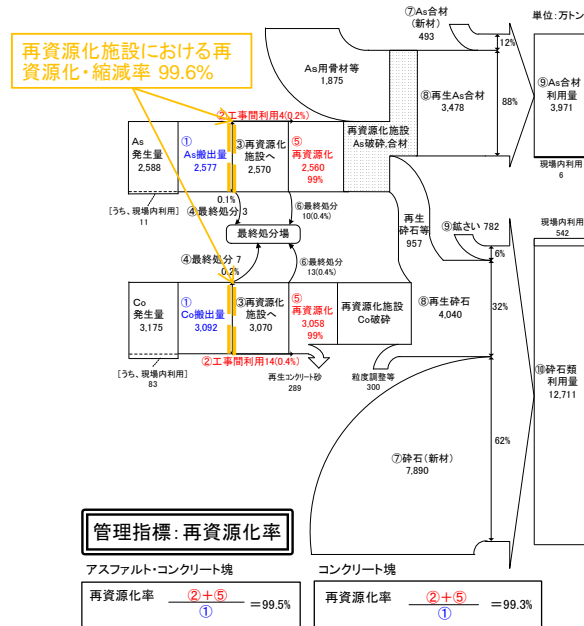 単位：万トン
⑦As合材
(新材)
493
12%
再資源化施設における再
資源化・縮減率 99.6%
As用骨材等
1,875
⑧再生As合材
3,478
88%
⑨As合材
利用量
3,971
②工事間利用4(0.2%)
As
発生量
2,588
①
As搬出量
2,577
③再資源化
施設へ
2,570
⑤
再資源化
2,560
99%
再資源化施設
As破砕、合材
現場内利用
6
[うち、現場内利用]
11
0.1%
④最終処分 3
⑥最終処分
10(0.4%)
最終処分場
再生
砕石等
957
⑨鉱さい 782
現場内利用
542
6%
④最終処分 7
0.2%
⑥最終処分
13(0.4%)
Co
発生量
3,175
①
Co搬出量
3,092
③再資源化
施設へ
3,070
⑤
再資源化
3,058
99%
再資源化施設
Co破砕
⑧再生砕石
4,040
32%
②工事間利用14(0.4%)
[うち、現場内利用]
83
再生コンクリート砂
289
粒度調整等
300
⑩砕石類
利用量
12,711
62%
⑦砕石(新材)
7,890
管理指標：再資源化率
アスファルト・コンクリート塊
再資源化率 ②+⑤ =99.5%
①
コンクリート塊
再資源化率 ②+⑤ =99.3%
①